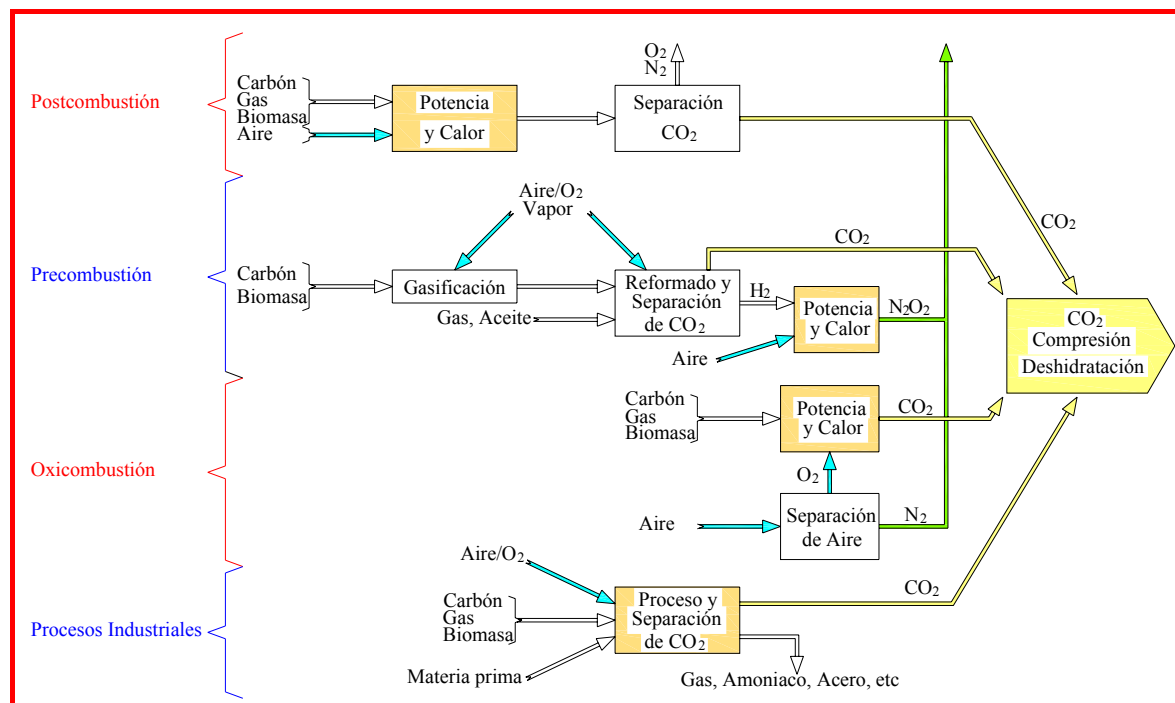 Postcombustión
Carbón
Gas
Biomasa
Aire
Potencia
y Calor
O2
N2
Separación
CO2
CO2
Precombustión
Aire/O2
Vapor
Carbón
Biomasa
Gasificación
Gas, Aceite
Reformado y
Separación
de CO2
CO2
H2
Aire
Potencia
y Calor
N2O2
CO2
Compresión
Deshidratación
Oxicombustión
Carbón
Gas
Biomasa
Potencia
y Calor
CO2
O2
Aire
Separación
de Aire
N2
Procesos Industriales
Aire/O2
Carbón
Gas
Biomasa
Materia prima
Proceso y
Separación
de CO2
CO2
Gas, Amoniaco, Acero, etc